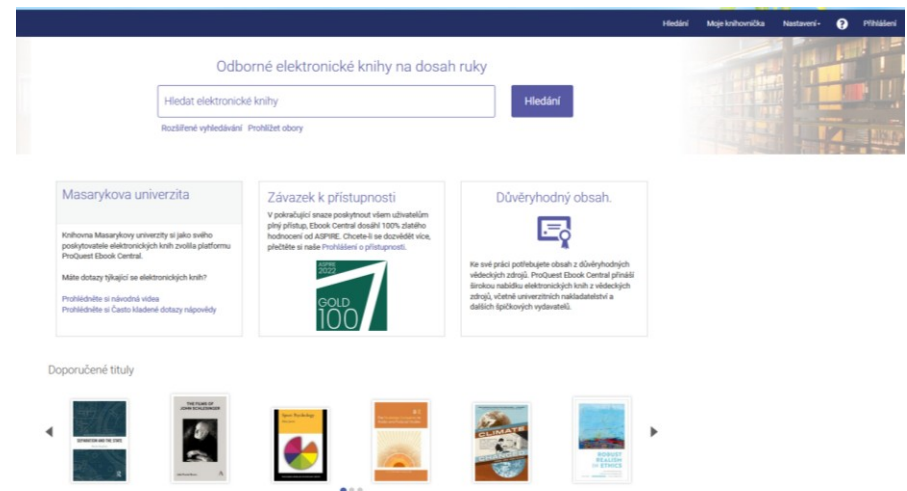 Hledání Moje knihovnička Nastavení ? Přihlášení
Odborné elektronické knihy na dosah ruky
Hledat elektronické knihy Hledání
Rozšířené vyhledávání Prohlížet obory
Masarykova univerzita
Knihovna Masarykovy univerzity si jako svého
poskytovatele elektronických knih zvolila platformu
ProQuest Ebook Central.
Máte dotazy týkající se elektronických knih?
Prohlédněte si návodná videa
Prohlédněte si Často kladené dotazy nápovědy
Závazek k přístupnosti
V pokračující snaze poskytnout všem uživatelům
plný přístup, Ebook Central dosáhl 100% zlatého
hodnocení od ASPIRE. Chcete-li se dozvědět více,
přečtěte si naše Prohlášení o přístupnosti.
ASPIRE
2022
GOLD
100
Důvěryhodný obsah.
Ke své práci potřebujete obsah z důvěryhodných
vědeckých zdrojů. ProQuest Ebook Central přináší
širokou nabídku elektronických knih z vědeckých
zdrojů, včetně univerzitních nakladatelství a
dalších špičkových vydavatelů.
Doporučené tituly
SEPARATION AND THE STATE
THE FILMS OF
JOHN SCHLESINGER
Sport Psychology
CLIMATE
ROBUST
REALISM
IN ETHICS